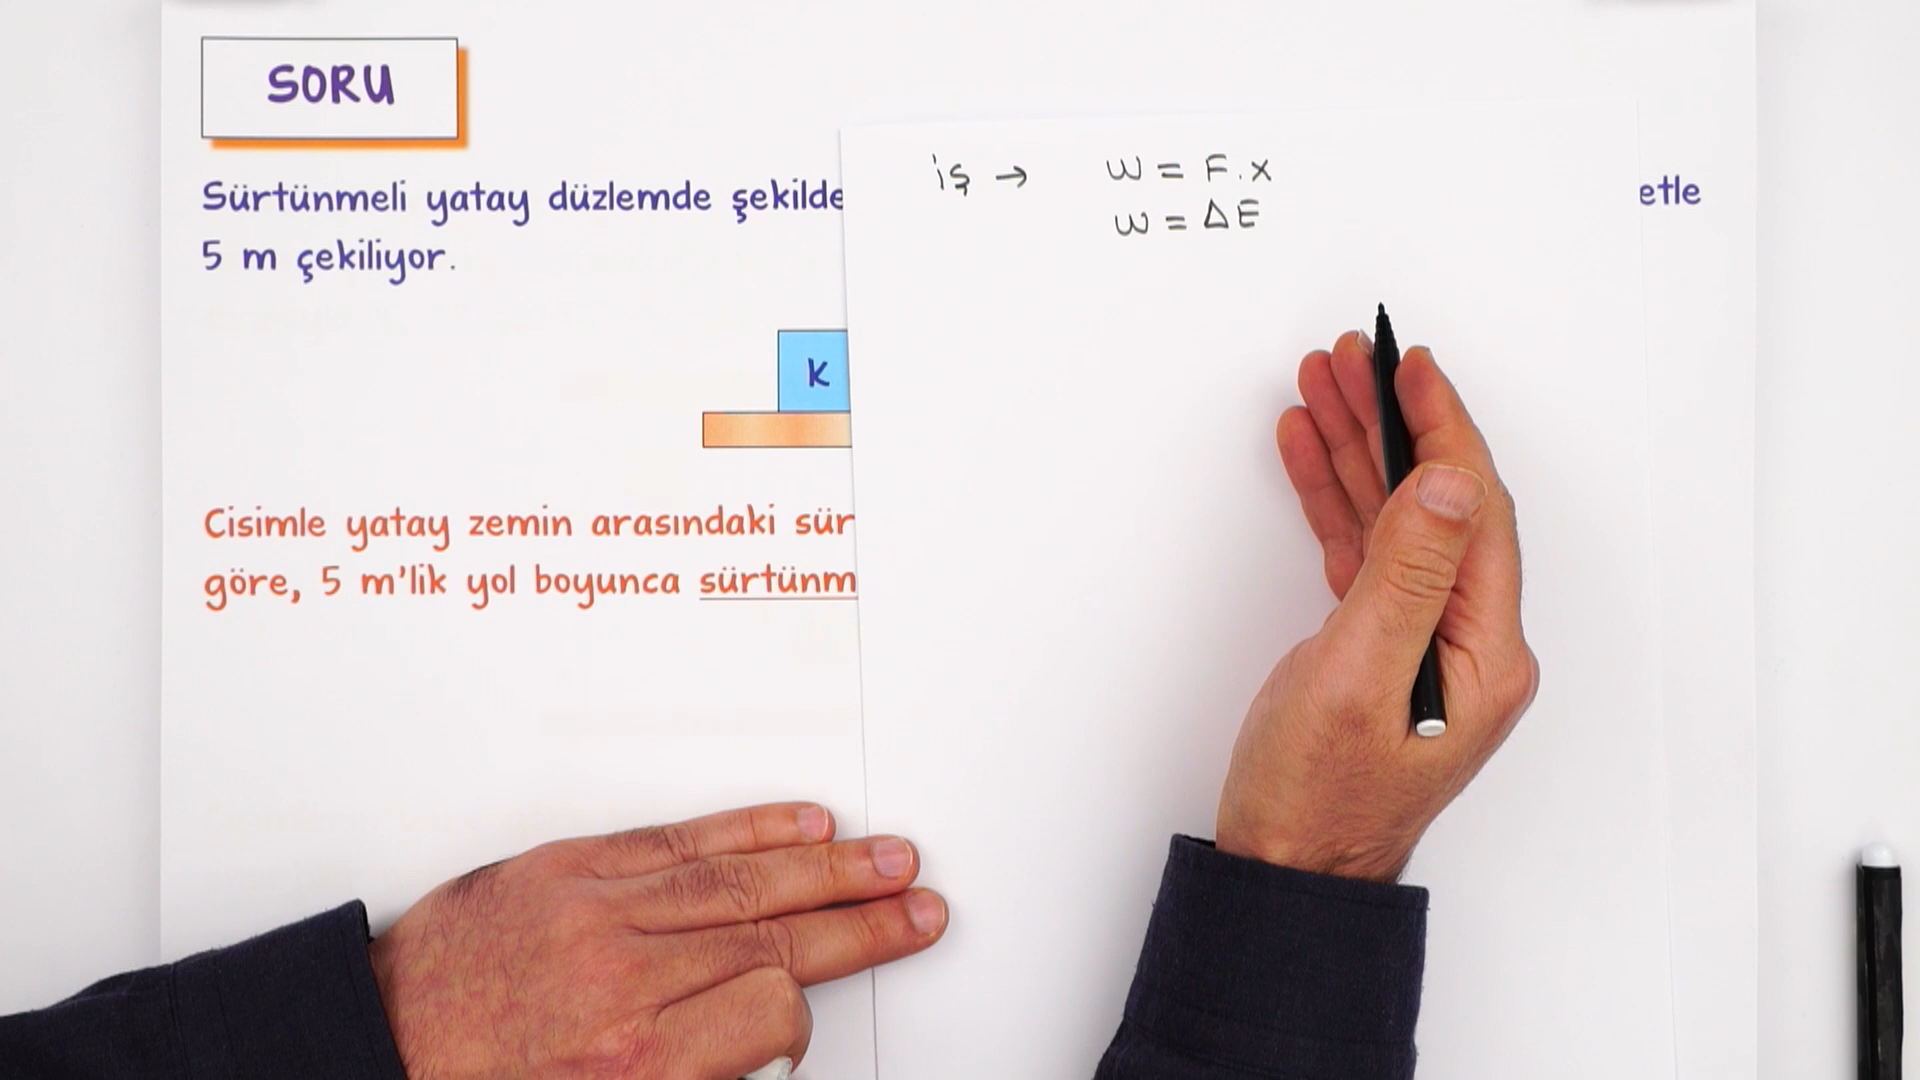 SORU
Sürtünmeli yatay düzlemde şekilde
etle
5 m çekiliyor.
K
Cisimle yatay zemin arasındaki sür
göre, 5 m'lik yol boyunca sürtünm
iş → W = F.x
W = ΔE